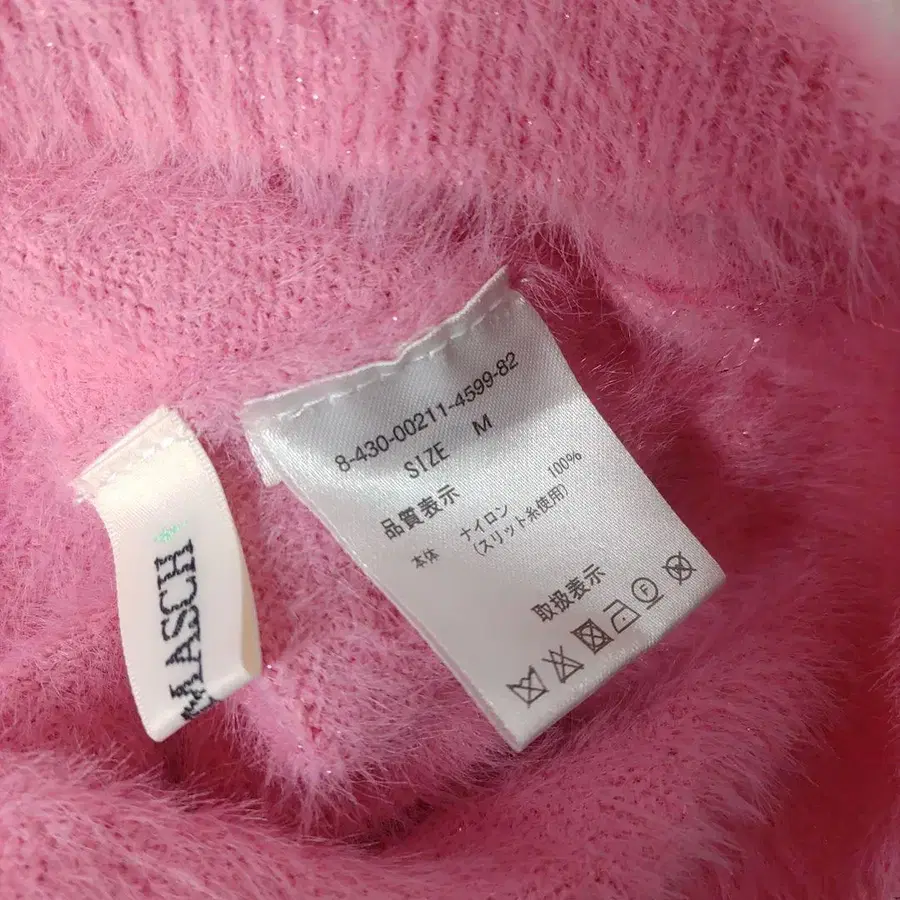 8-430-00211-4599-82
SIZE M
品質表示
本体 ナイロン 100%
(スリット糸使用)
取扱表示
F